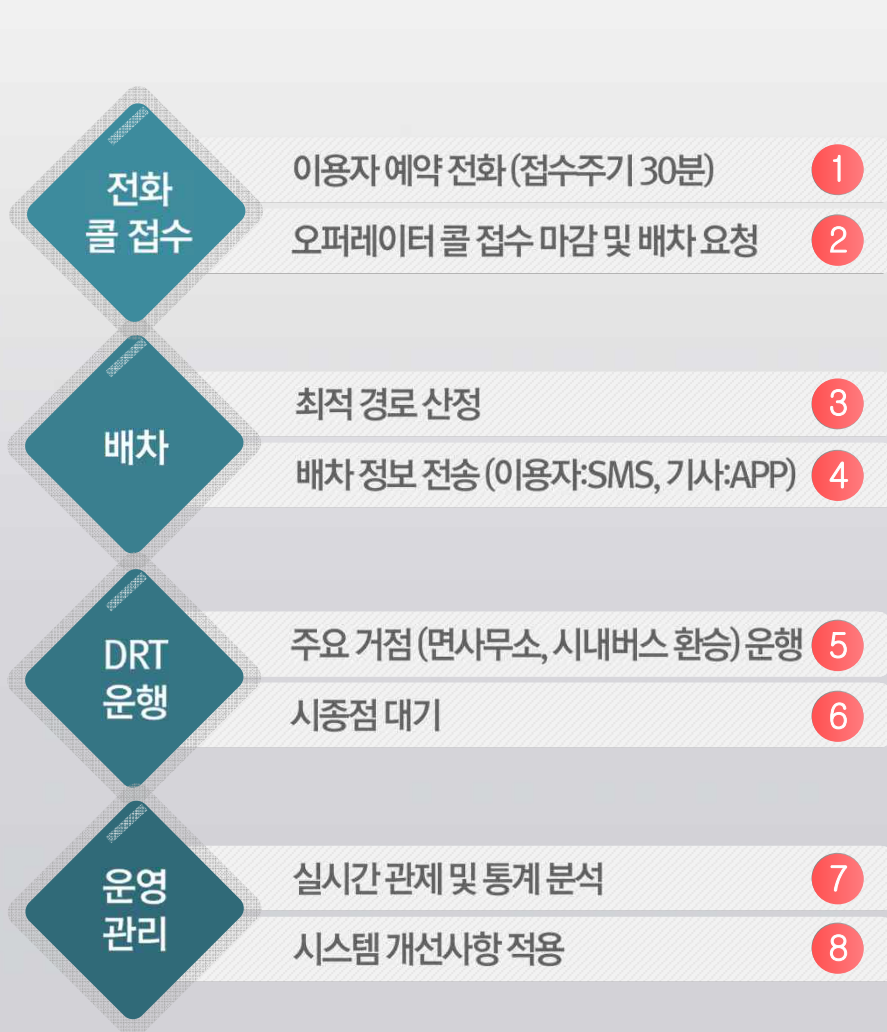 전화
콜 접수
이용자 예약 전화 (접수주기 30분) 1
오퍼레이터 콜 접수 마감 및 배차 요청 2
배차
최적 경로 산정 3
배차 정보 전송 (이용자:SMS, 기사:APP) 4
DRT
운행
주요 거점 (면사무소, 시내버스 환승) 운행 5
시종점 대기 6
운영
관리
실시간 관제 및 통계 분석 7
시스템 개선사항 적용 8